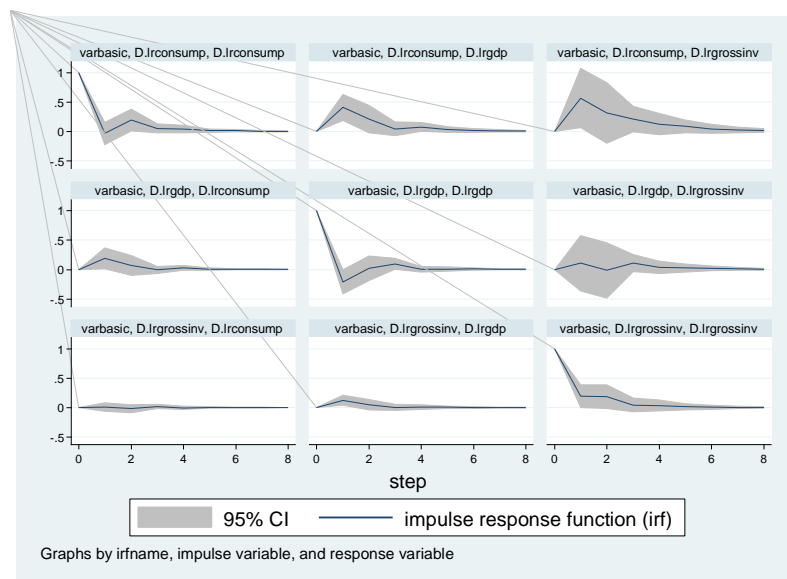 varbasic, D.lrconsump, D.lrconsump
varbasic, D.lrconsump, D.lrgdp
varbasic, D.lrconsump, D.lrgrossinv
1
.5
0
-.5
varbasic, D.lrgdp, D.lrconsump
varbasic, D.lrgdp, D.lrgdp
varbasic, D.lrgdp, D.lrgrossinv
1
.5
0
-.5
varbasic, D.lrgrossinv, D.lrconsump
varbasic, D.lrgrossinv, D.lrgdp
varbasic, D.lrgrossinv, D.lrgrossinv
1
.5
0
-.5
0 2 4 6 8
0 2 4 6 8
0 2 4 6 8
step
95% CI
impulse response function (irf)
Graphs by irfname, impulse variable, and response variable